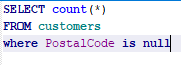 SELECT count(*)
FROM customers
where PostalCode is null